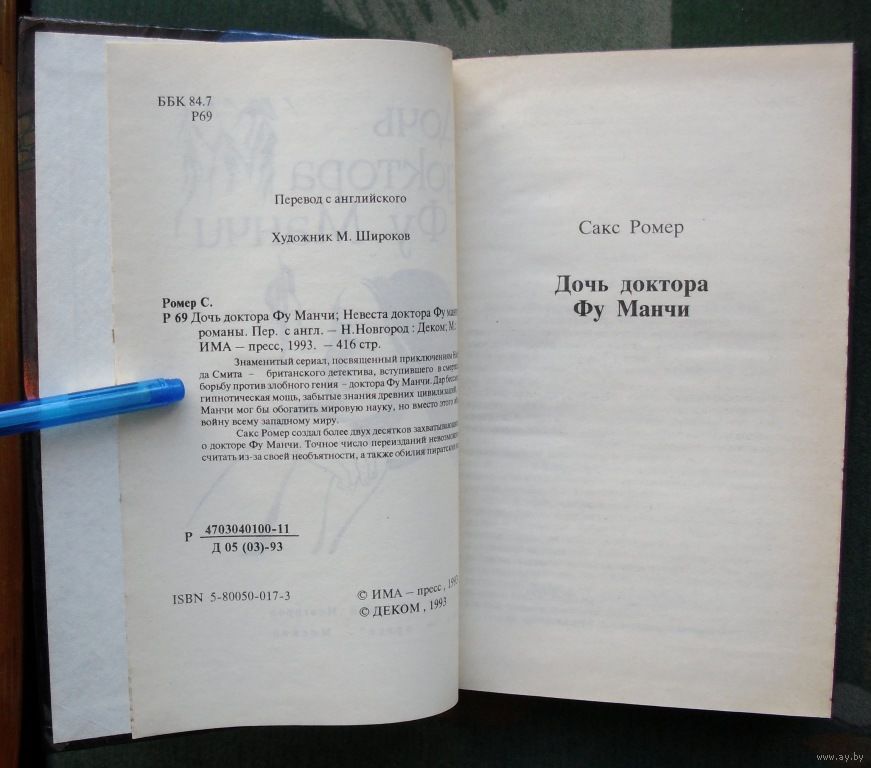 ББК 84.7
Р69
Перевод с английского
Художник М. Широков
Ромер С.
Р 69 Дочь доктора Фу Манчи; Невеста доктора Фу
романы. Пер. с англ. — Н.Новгород : Деком; М.:
ИМА — пресс, 1993. — 416 стр.
Знаменитый сериал, посвященный приключениям
да Смита – британского детектива, вступившего в
борьбу против злобного гения – доктора Фу Манчи. Дар
гипнотическая мощь, забытые знания древних цивилизаций
Манчи мог бы обогатить мировую науку, но вместо этого
войну всему западному миру.
Сакс Ромер создал более двух десятков
о докторе Фу Манчи. Точное число переизданий
считать из-за своей необъятности, а также обилия
Р 4703040100-11
Д 05 (03)-93
ISBN 5-80050-017-3
© ИМА — пресс, 1993
© ДЕКОМ, 1993
Сакс Ромер
Дочь доктора
Фу Манчи
www.ay.by